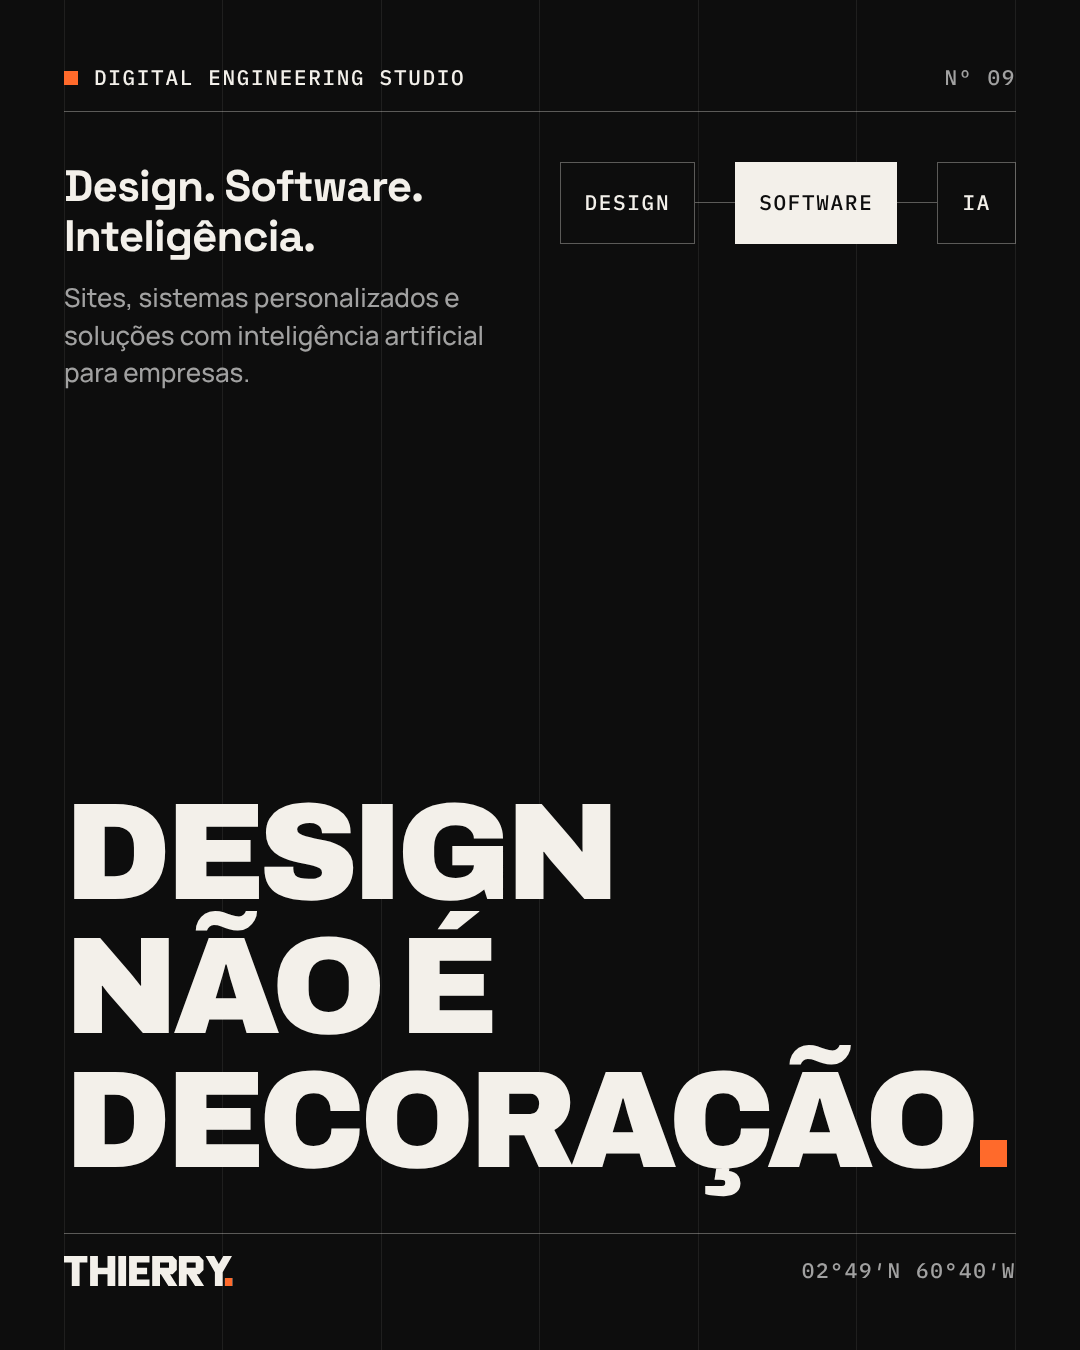 DIGITAL ENGINEERING STUDIO
Nº 09
Design. Software.
Inteligência.
Sites, sistemas personalizados e
soluções com inteligência artificial
para empresas.
DESIGN
SOFTWARE
IA
DESIGN
NÃO É
DECORAÇÃO.
THIERRY.
02°49′N 60°40′W